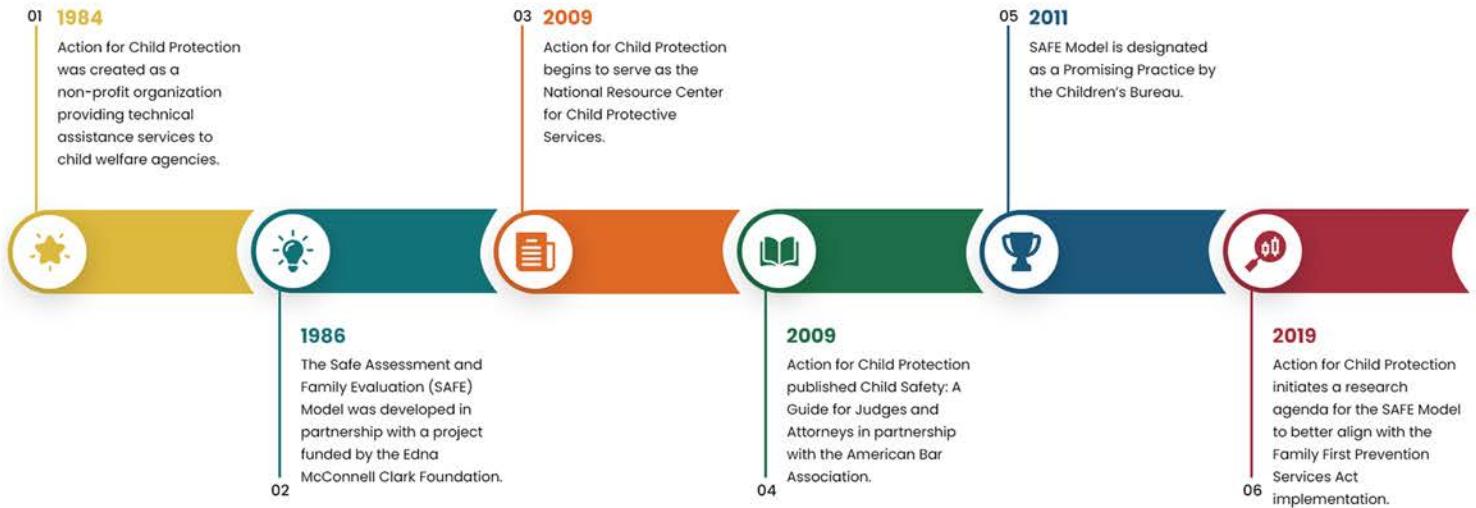 01 1984
Action for Child Protection
was created as a
non-profit organization
providing technical
assistance services to
child welfare agencies.
1986
The Safe Assessment and
Family Evaluation (SAFE)
Model was developed in
partnership with a project
funded by the Edna
McConnell Clark Foundation.
02
03 2009
Action for Child Protection
begins to serve as the
National Resource Center
for Child Protective
Services.
2009
Action for Child Protection
published Child Safety: A
Guide for Judges and
Attorneys in partnership
with the American Bar
Association.
04
05 2011
SAFE Model is designated
as a Promising Practice by
the Children's Bureau.
2019
Action for Child Protection
initiates a research
agenda for the SAFE Model
to better align with the
Family First Prevention
Services Act
implementation.
06